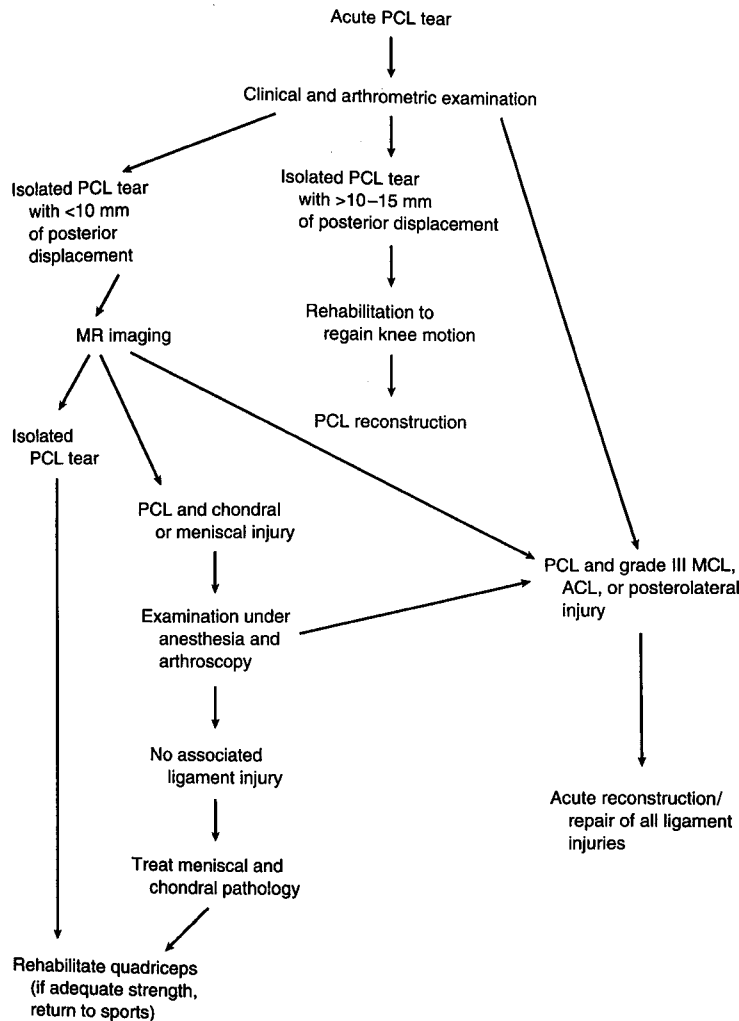 Acute PCL tear
Clinical and arthrometric examination
Isolated PCL tear
with <10 mm
of posterior
displacement
Isolated PCL tear
with >10–15 mm
of posterior displacement
MR imaging
Rehabilitation to
regain knee motion
PCL reconstruction
Isolated
PCL tear
PCL and chondral
or meniscal injury
PCL and grade III MCL,
ACL, or posterolateral
injury
Examination under
anesthesia and
arthroscopy
No associated
ligament injury
Acute reconstruction/
repair of all ligament
injuries
Treat meniscal and
chondral pathology
Rehabilitate quadriceps
(if adequate strength,
return to sports)